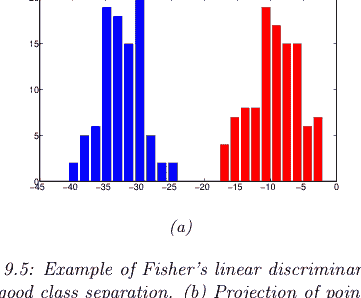 20
15
10
5
0
−45 −40 −35 −30 −25 −20 −15 −10 −5 0
(a)
9.5: Example of Fisher's linear discriminan
good class separation. (b) Projection of poin